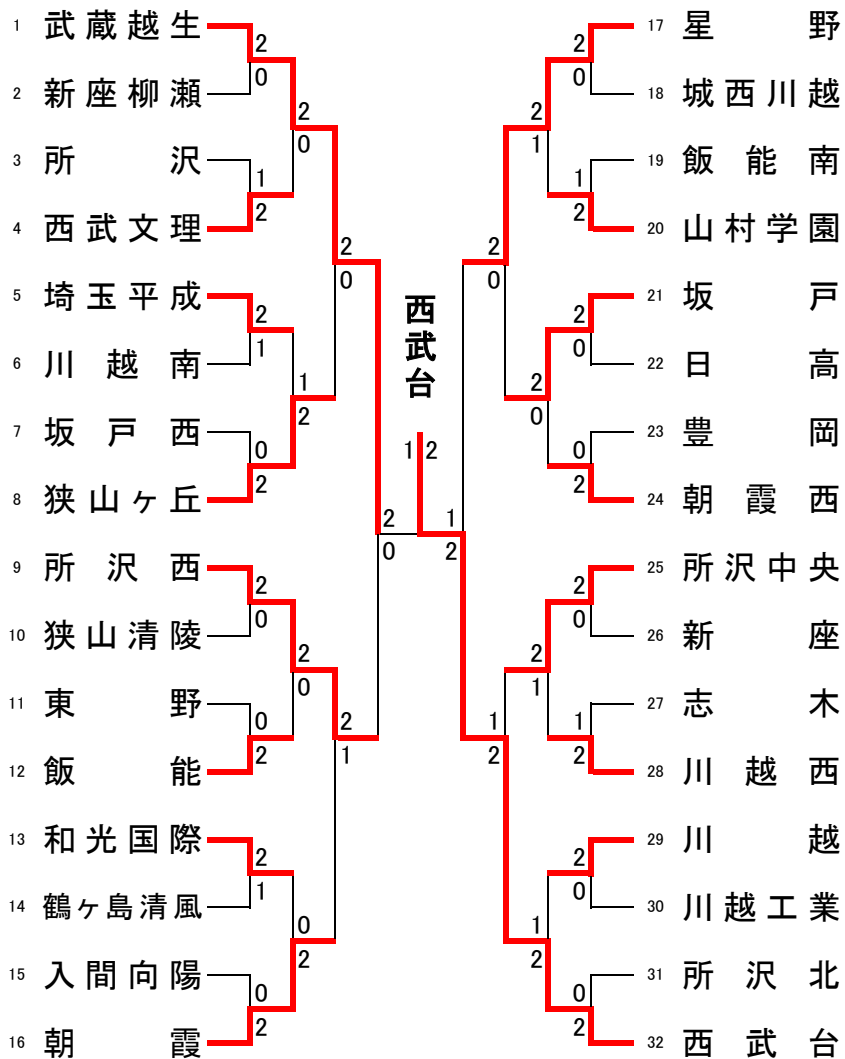 1 武蔵越生
2 新座柳瀬
3 所沢
4 西武文理
5 埼玉平成
6 川越南
7 坂戸西
8 狭山ヶ丘
9 所沢西
10 狭山清陵
11 東野
12 飯能
13 和光国際
14 鶴ヶ島清風
15 入間向陽
16 朝霞
2
0
1
2
2
1
0
2
2
0
0
2
2
1
0
2
2
0
1
2
2
0
0
2
2
0
2
1
2
0
西武台
1 2
1
2
2
0
1
2
2
1
2
0
2
1
1
2
2
0
1
2
2
0
0
2
2
0
1
2
2
0
0
2
17 星野
18 城西川越
19 飯能南
20 山村学園
21 坂戸
22 日高
23 豊岡
24 朝霞西
25 所沢中央
26 新座
27 志木
28 川越西
29 川越
30 川越工業
31 所沢北
32 西武台